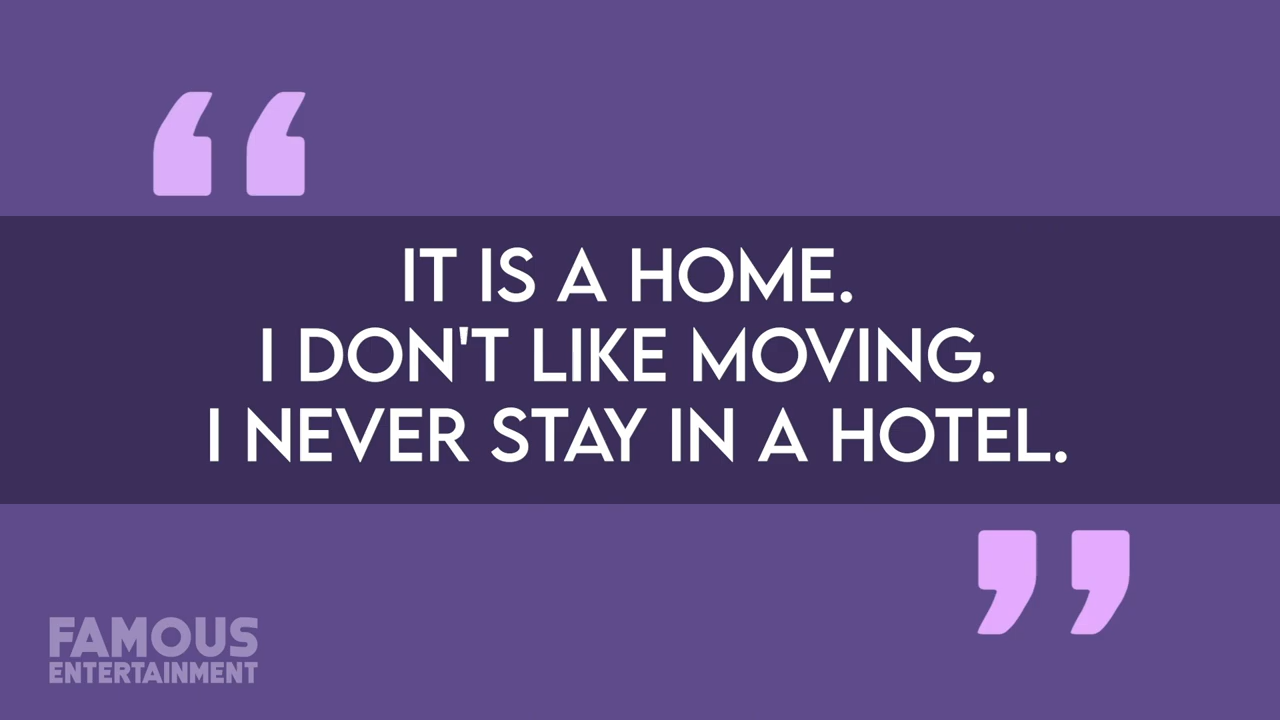 IT IS A HOME.
I DON'T LIKE MOVING.
I NEVER STAY IN A HOTEL.
FAMOUS
ENTERTAINMENT